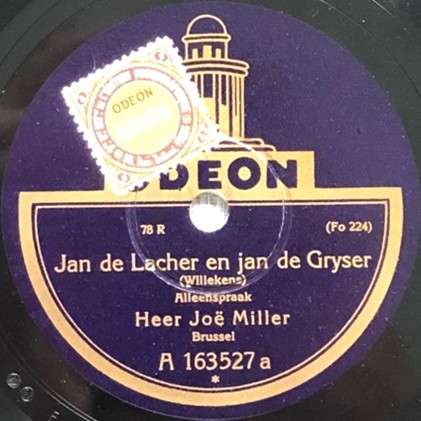 ODEON
ODEON
78 R (Fo 224)
Jan de Lacher en jan de Gryser
(Willekens)
Alleenspraak
Heer Joë Miller
Brussel
A 163527 a
*